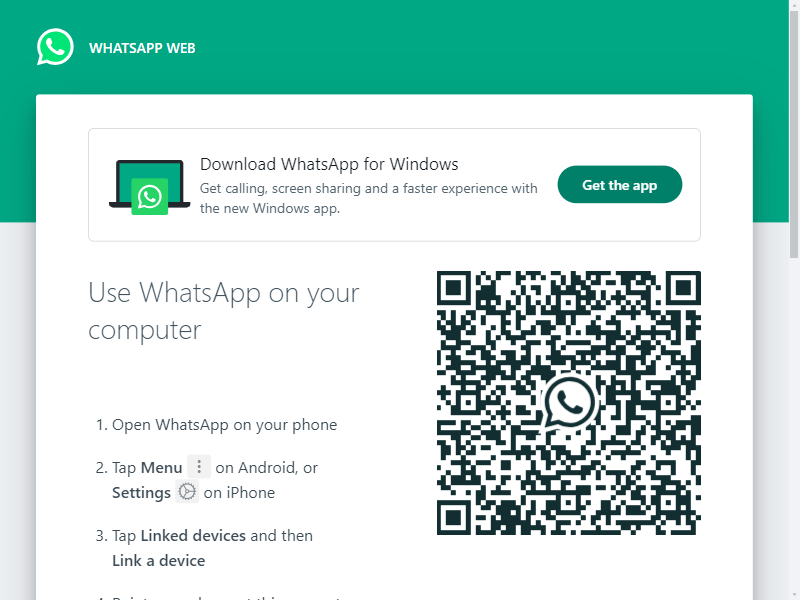 WHATSAPP WEB
Download WhatsApp for Windows
Get calling, screen sharing and a faster experience with
the new Windows app.
Get the app
Use WhatsApp on your
computer
1. Open WhatsApp on your phone
2. Tap Menu on Android, or
Settings on iPhone
3. Tap Linked devices and then
Link a device